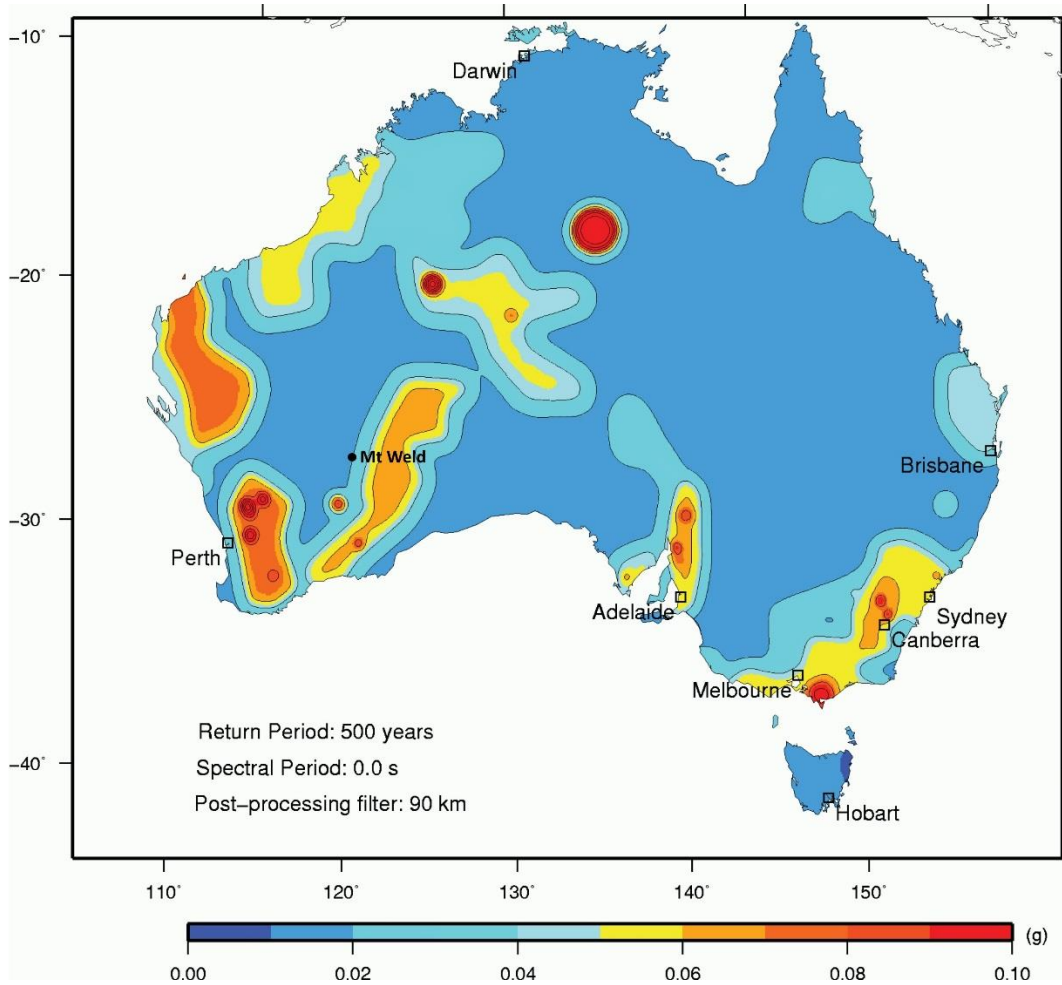 −10°
Darwin
−20°
Mt Weld
Brisbane
−30°
Perth
Adelaide
Sydney
Canberra
Melbourne
Return Period: 500 years
Spectral Period: 0.0 s
−40°
Post−processing filter: 90 km
Hobart
110° 120° 130° 140° 150°
(g)
0.00 0.02 0.04 0.06 0.08 0.10